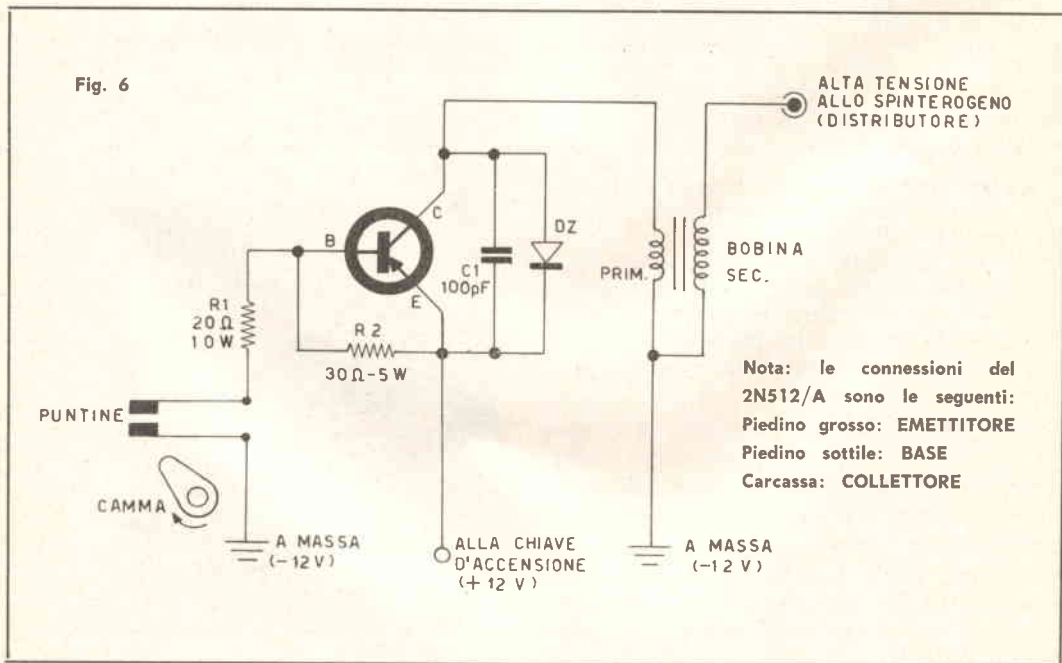 Fig. 6
ALTA TENSIONE
ALLO SPINTEROGENO
(DISTRIBUTORE)
C
B
E
C1
100pF
DZ
PRIM.
BOBINA
SEC.
R1
20Ω
10W
R2
30Ω-5W
PUNTINE
CAMMA
A MASSA
(-12V)
ALLA CHIAVE
D'ACCENSIONE
(+12 V)
A MASSA
(-12V)
Nota: le connessioni del
2N512/A sono le seguenti:
Piedino grosso: EMETTITORE
Piedino sottile: BASE
Carcassa: COLLETTORE